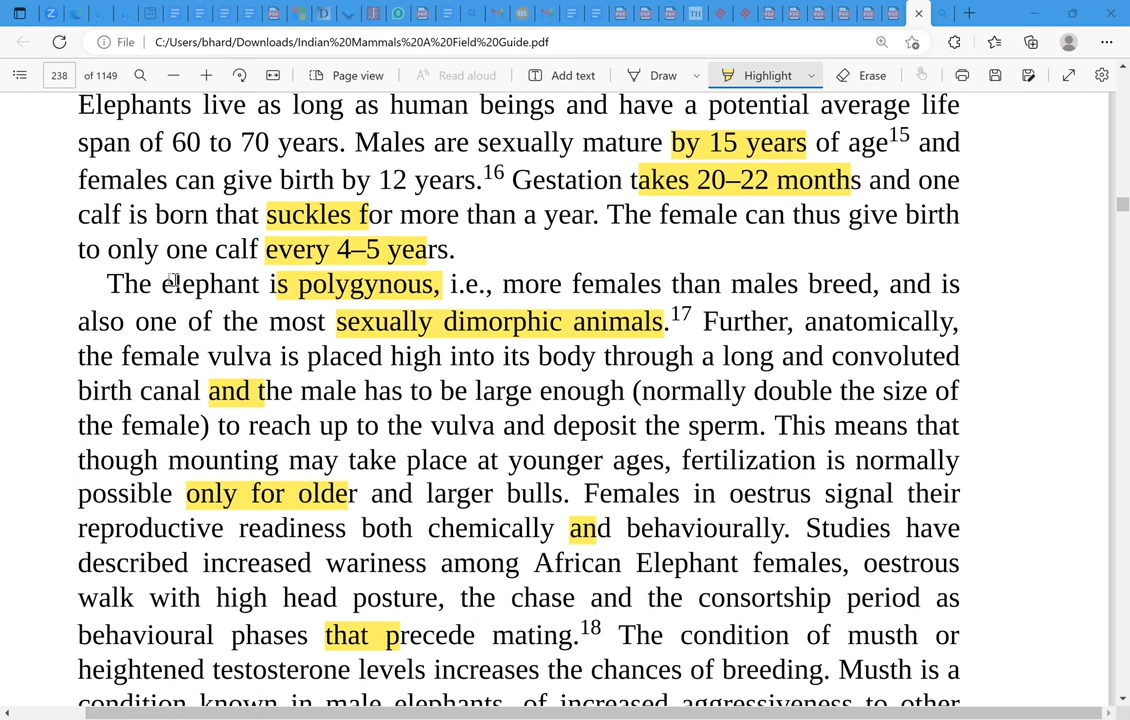 File C:/Users/bhard/Downloads/Indian%20Mammals%20A%20Field%20Guide.pdf
238 of 1149 Page view Read aloud Add text Draw Highlight Erase
Elephants live as long as human beings and have a potential average life
span of 60 to 70 years. Males are sexually mature by 15 years of age15 and
females can give birth by 12 years.16 Gestation takes 20–22 months and one
calf is born that suckles for more than a year. The female can thus give birth
to only one calf every 4–5 years.
The elephant is polygynous, i.e., more females than males breed, and is
also one of the most sexually dimorphic animals.17 Further, anatomically,
the female vulva is placed high into its body through a long and convoluted
birth canal and the male has to be large enough (normally double the size of
the female) to reach up to the vulva and deposit the sperm. This means that
though mounting may take place at younger ages, fertilization is normally
possible only for older and larger bulls. Females in oestrus signal their
reproductive readiness both chemically and behaviourally. Studies have
described increased wariness among African Elephant females, oestrous
walk with high head posture, the chase and the consortship period as
behavioural phases that precede mating.18 The condition of musth or
heightened testosterone levels increases the chances of breeding. Musth is a
condition known in male elephants, of increased aggressiveness to other